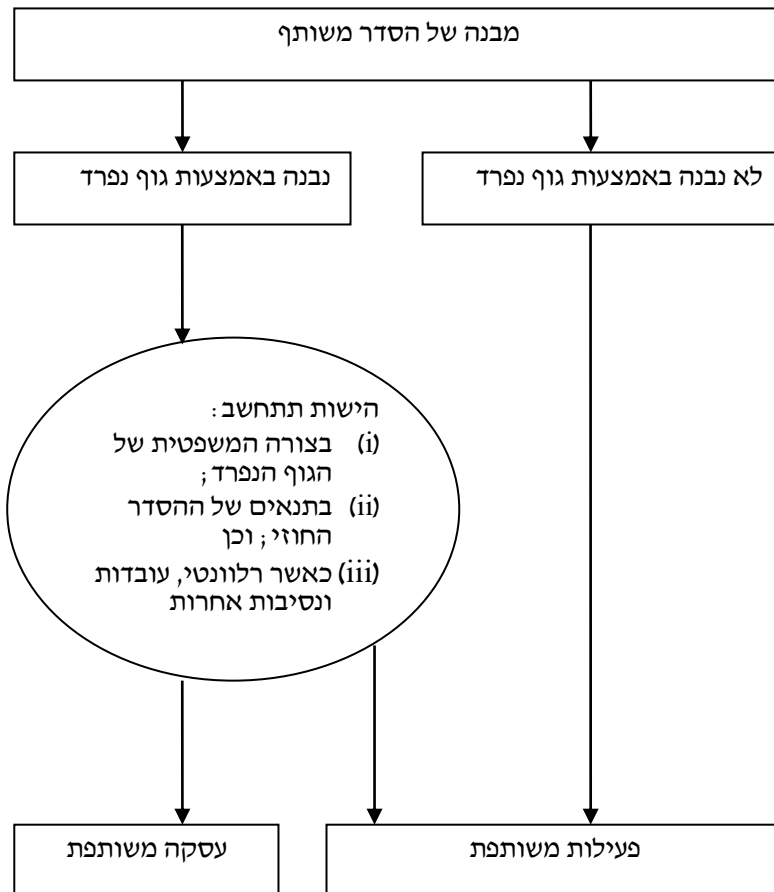 מבנה של הסדר משותף
נבנה באמצעות גוף נפרד
לא נבנה באמצעות גוף נפרד
הישות תתחשב:
(i) בצורה המשפטית של
הגוף הנפרד;
(ii) בתנאים של ההסדר
החוזי; וכן
(iii) כאשר רלוונטי, עובדות
ונסיבות אחרות
עסקה משותפת
פעילות משותפת